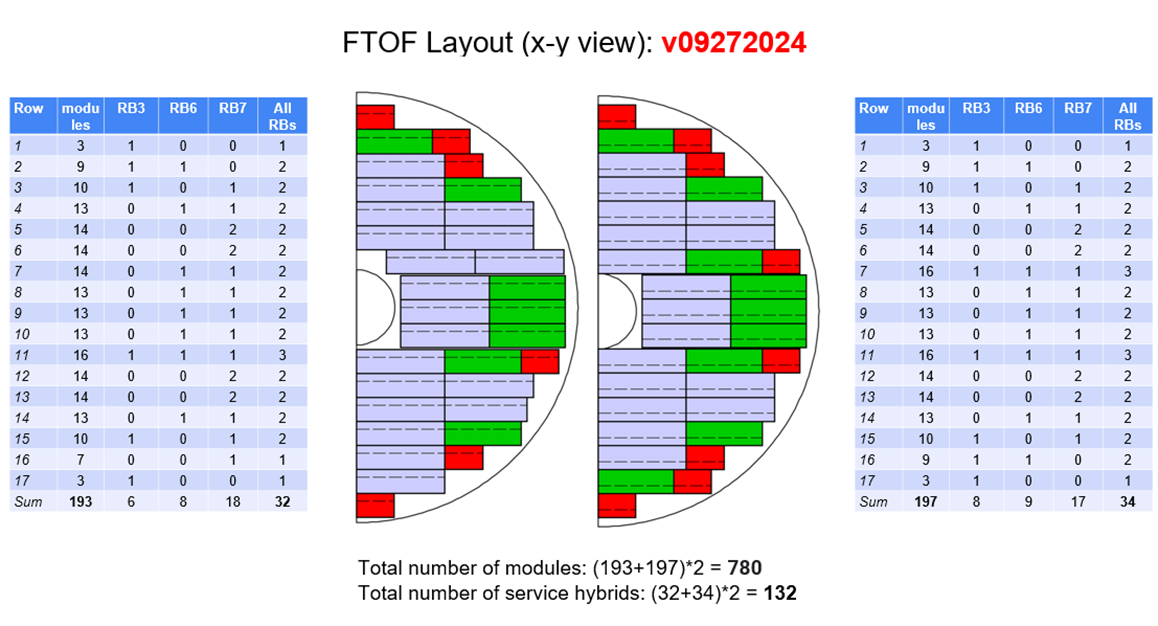 FTOF Layout (x-y view): v09272024
Row modu les RB3 RB6 RB7 All RBs
1 3 1 0 0 1
2 9 1 1 0 2
3 10 1 0 1 2
4 13 0 1 1 2
5 14 0 0 2 2
6 14 0 0 2 2
7 14 0 1 1 2
8 13 0 1 1 2
9 13 0 1 1 2
10 13 0 1 1 2
11 16 1 1 1 3
12 14 0 0 2 2
13 14 0 0 2 2
14 13 0 1 1 2
15 10 1 0 1 2
16 7 0 0 1 1
17 3 1 0 0 1
Sum 193 6 8 18 32
Row modu les RB3 RB6 RB7 All RBs
1 3 1 0 0 1
2 9 1 1 0 2
3 10 1 0 1 2
4 13 0 1 1 2
5 14 0 0 2 2
6 14 0 0 2 2
7 16 1 1 1 3
8 13 0 1 1 2
9 13 0 1 1 2
10 13 0 1 1 2
11 16 1 1 1 3
12 14 0 0 2 2
13 14 0 0 2 2
14 13 0 1 1 2
15 10 1 0 1 2
16 9 1 1 0 2
17 3 1 0 0 1
Sum 197 8 9 17 34
Total number of modules: (193+197)*2 = 780
Total number of service hybrids: (32+34)*2 = 132